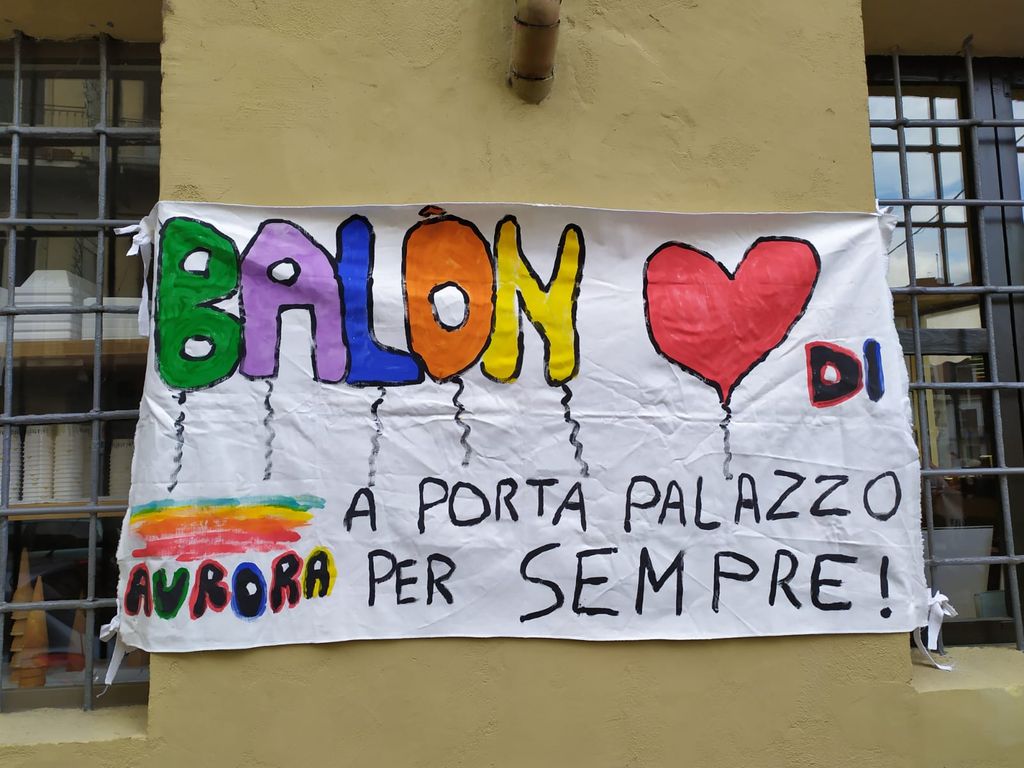 BALÔN ❤ DI
AURORA
A PORTA PALAZZO
PER SEMPRE!